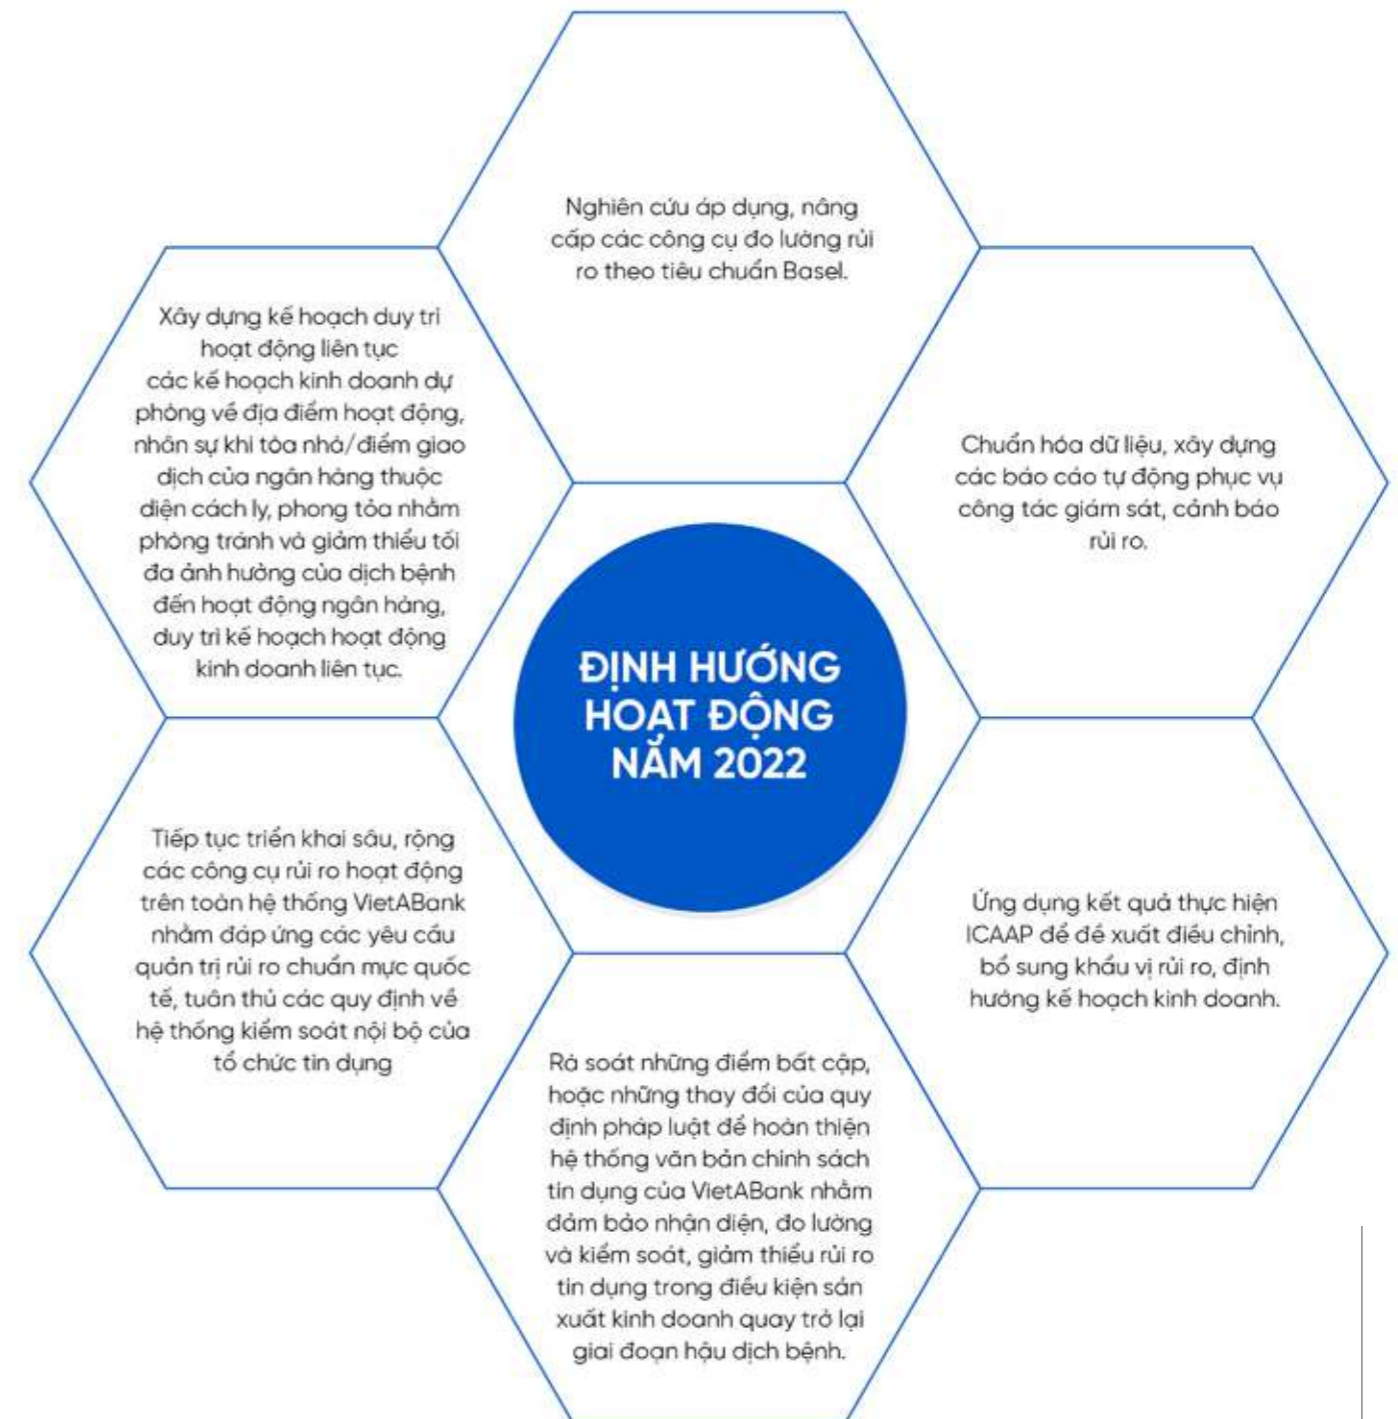 Nghiên cứu áp dụng, nâng
cấp các công cụ đo lường rủi
ro theo tiêu chuẩn Basel.
Xây dựng kế hoạch duy trì
hoạt động liên tục
các kế hoạch kinh doanh dự
phòng về địa điểm hoạt động,
nhân sự khi tòa nhà/điểm giao
dịch của ngân hàng thuộc
diện cách ly, phong tỏa nhằm
phòng tránh và giảm thiểu tối
đa ảnh hưởng của dịch bệnh
đến hoạt động ngân hàng,
duy trì kế hoạch hoạt động
kinh doanh liên tục.
Chuẩn hóa dữ liệu, xây dựng
các báo cáo tự động phục vụ
công tác giám sát, cảnh báo
rủi ro.
ĐỊNH HƯỚNG
HOẠT ĐỘNG
NĂM 2022
Tiếp tục triển khai sâu, rộng
các công cụ rủi ro hoạt động
trên toàn hệ thống VietABank
nhằm đáp ứng các yêu cầu
quản trị rủi ro chuẩn mực quốc
tế, tuân thủ các quy định về
hệ thống kiểm soát nội bộ của
tổ chức tín dụng
Ứng dụng kết quả thực hiện
ICAAP để đề xuất điều chỉnh,
bổ sung khẩu vị rủi ro, định
hướng kế hoạch kinh doanh.
Rà soát những điểm bất cập,
hoặc những thay đổi của quy
định pháp luật để hoàn thiện
hệ thống văn bản chính sách
tín dụng của VietABank nhằm
đảm bảo nhận diện, đo lường
và kiểm soát, giảm thiểu rủi ro
tín dụng trong điều kiện sản
xuất kinh doanh quay trở lại
giai đoạn hậu dịch bệnh.